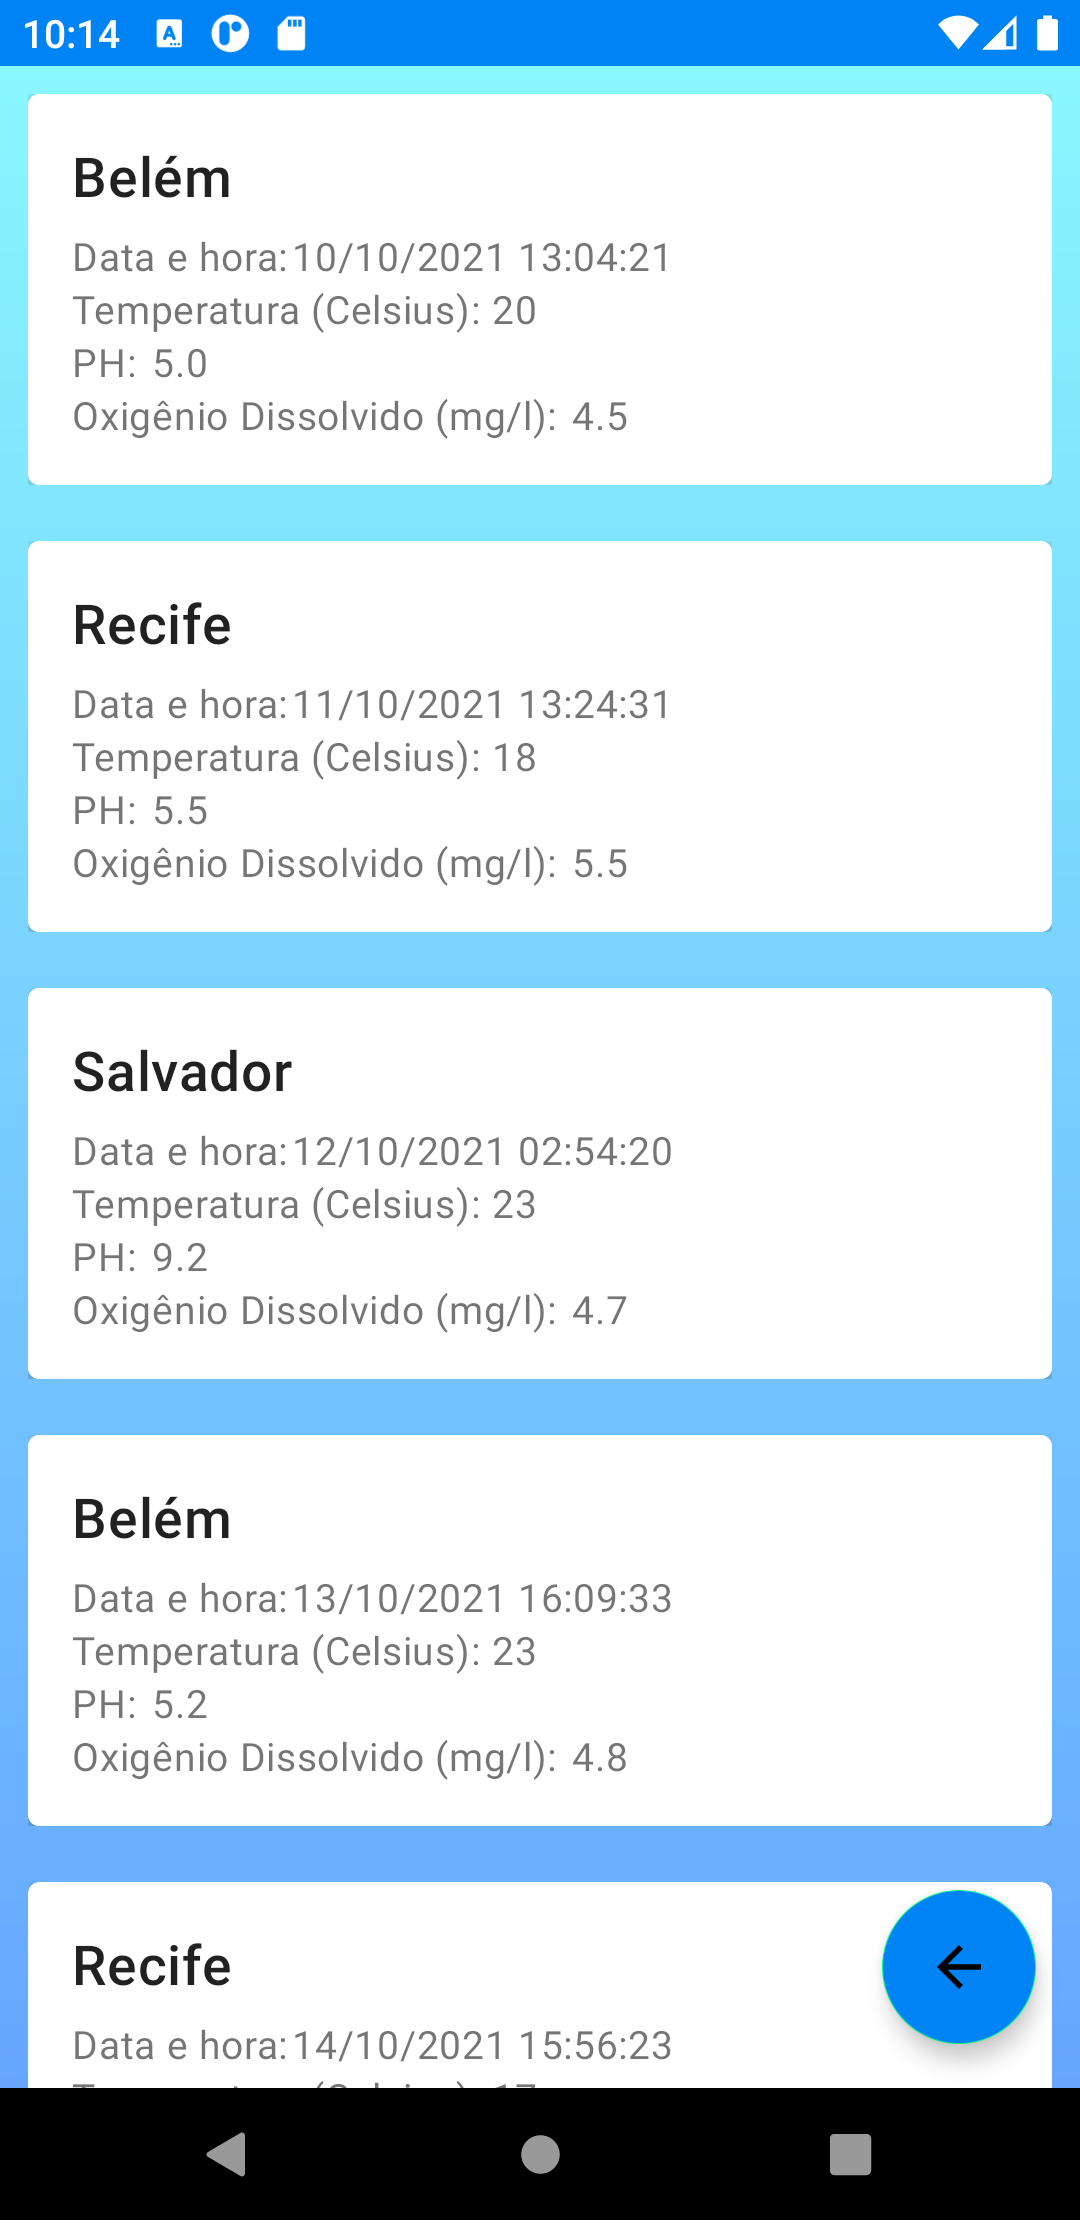 10:14
Belém
Data e hora: 10/10/2021 13:04:21
Temperatura (Celsius): 20
PH: 5.0
Oxigênio Dissolvido (mg/l): 4.5
Recife
Data e hora: 11/10/2021 13:24:31
Temperatura (Celsius): 18
PH: 5.5
Oxigênio Dissolvido (mg/l): 5.5
Salvador
Data e hora: 12/10/2021 02:54:20
Temperatura (Celsius): 23
PH: 9.2
Oxigênio Dissolvido (mg/l): 4.7
Belém
Data e hora: 13/10/2021 16:09:33
Temperatura (Celsius): 23
PH: 5.2
Oxigênio Dissolvido (mg/l): 4.8
Recife
Data e hora: 14/10/2021 15:56:23